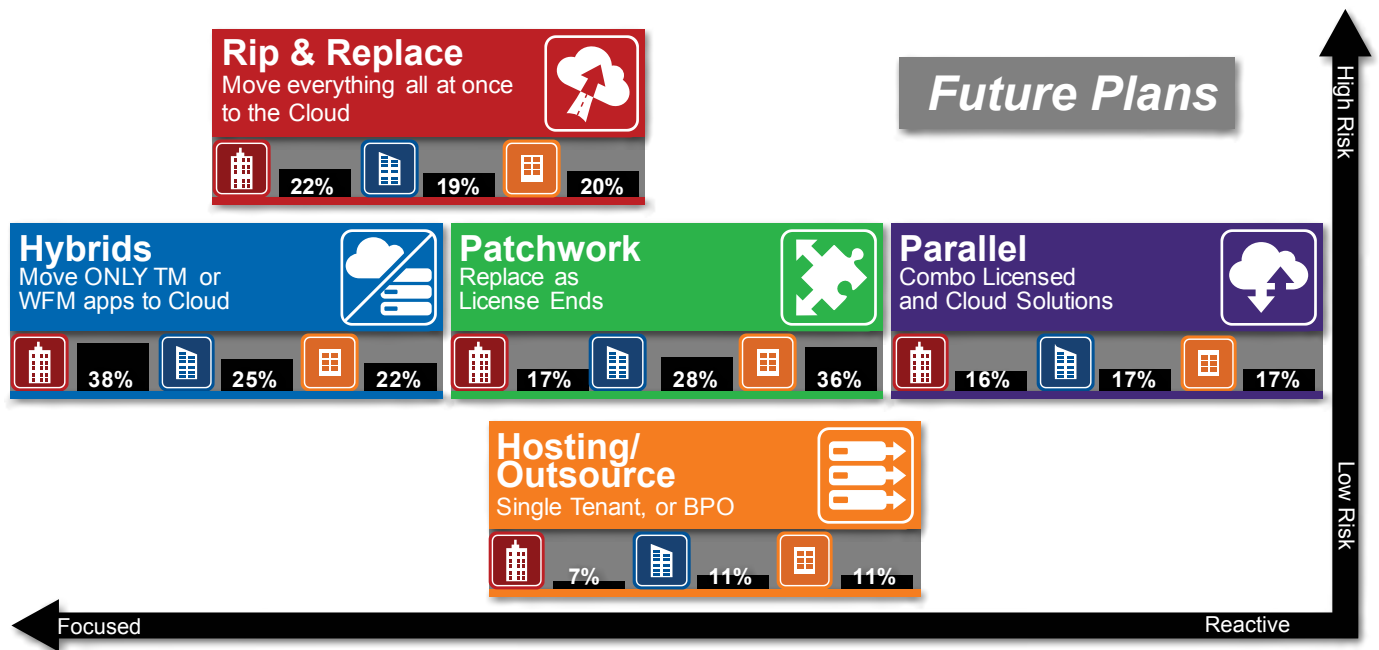 Rip & Replace
Move everything all at once
to the Cloud
22%
19%
20%
Future Plans
High Risk
Hybrids
Move ONLY TM or
WFM apps to Cloud
38%
25%
22%
Patchwork
Replace as
License Ends
17%
28%
36%
Parallel
Combo Licensed
and Cloud Solutions
16%
17%
17%
Hosting/
Outsource
Single Tenant, or BPO
7%
11%
11%
Low Risk
Focused
Reactive